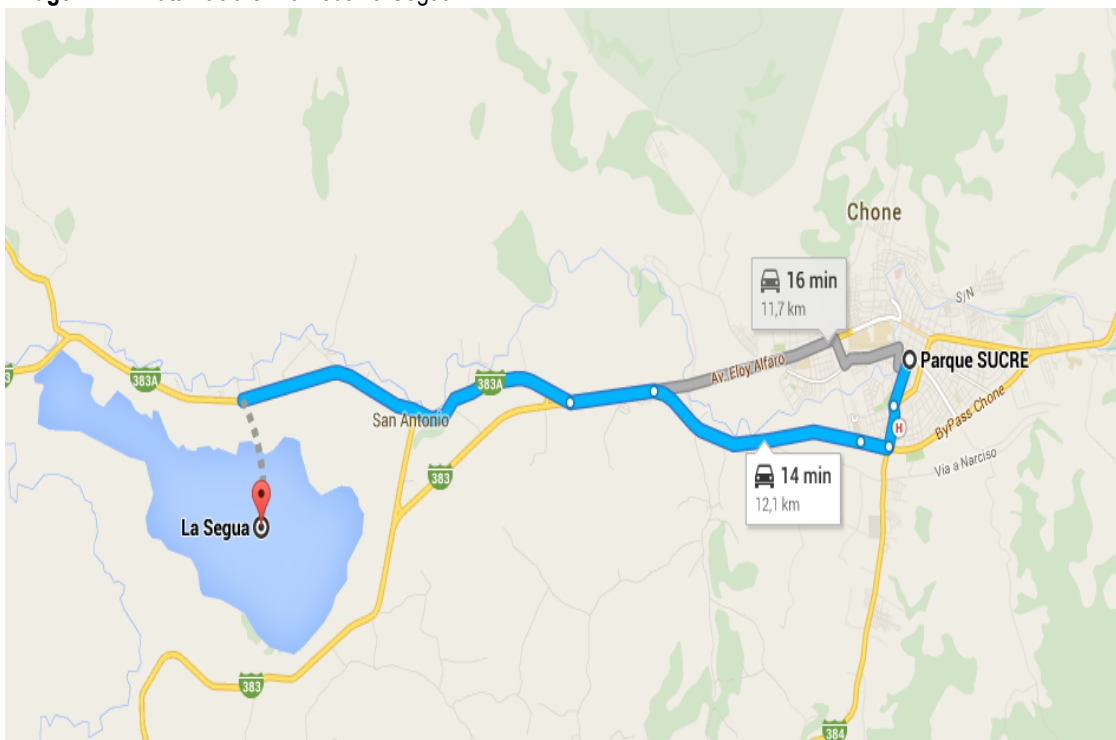 Chone
16 min
11,7 km
S/N
Parque SUCRE
Av. Eloy Alfaro
383A
383A
San Antonio
H
ByPass Chone
Via a Narciso
383
14 min
12,1 km
La Segua
383
384